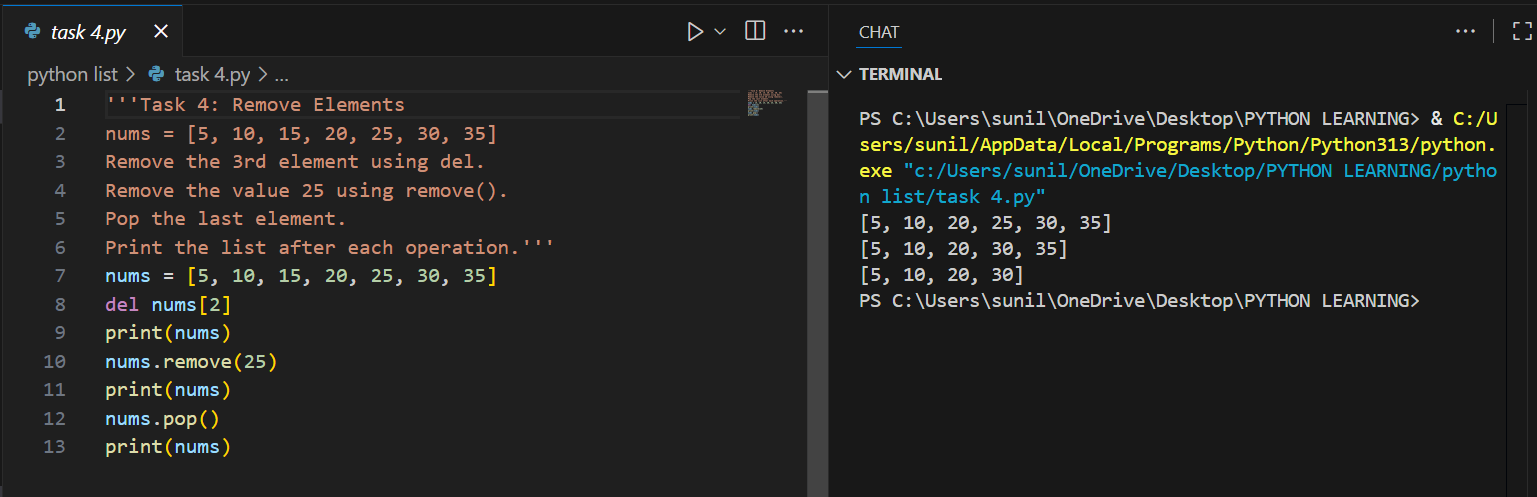 task 4.py
python list > task 4.py > ...
1 '''Task 4: Remove Elements
2 nums = [5, 10, 15, 20, 25, 30, 35]
3 Remove the 3rd element using del.
4 Remove the value 25 using remove().
5 Pop the last element.
6 Print the list after each operation.'''
7 nums = [5, 10, 15, 20, 25, 30, 35]
8 del nums[2]
9 print(nums)
10 nums.remove(25)
11 print(nums)
12 nums.pop()
13 print(nums)
CHAT
TERMINAL
PS C:\Users\sunil\OneDrive\Desktop\PYTHON LEARNING> & C:/U
sers/sunil/AppData/Local/Programs/Python/Python313/python.
exe "c:/Users/sunil/OneDrive/Desktop/PYTHON LEARNING/pytho
n list/task 4.py"
[5, 10, 20, 25, 30, 35]
[5, 10, 20, 30, 35]
[5, 10, 20, 30]
PS C:\Users\sunil\OneDrive\Desktop\PYTHON LEARNING>